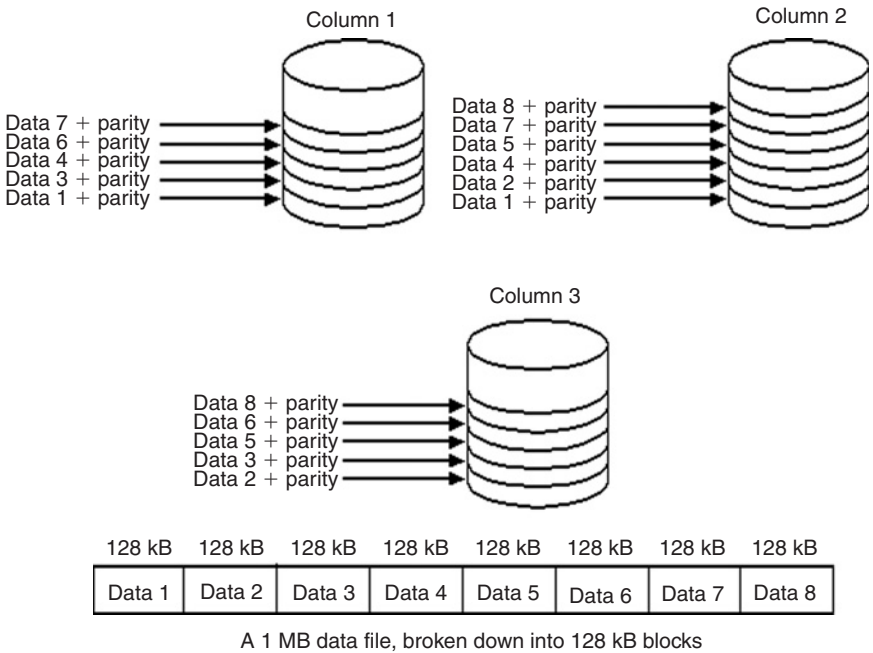 Column 1
Data 7 + parity
Data 6 + parity
Data 4 + parity
Data 3 + parity
Data 1 + parity
Column 2
Data 8 + parity
Data 7 + parity
Data 5 + parity
Data 4 + parity
Data 2 + parity
Data 1 + parity
Column 3
Data 8 + parity
Data 6 + parity
Data 5 + parity
Data 3 + parity
Data 2 + parity
128 kB 128 kB 128 kB 128 kB 128 kB 128 kB 128 kB 128 kB
Data 1 Data 2 Data 3 Data 4 Data 5 Data 6 Data 7 Data 8
A 1 MB data file, broken down into 128 kB blocks